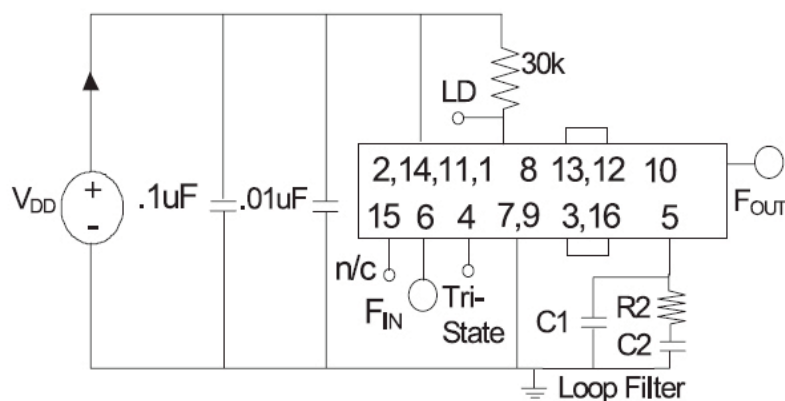 30k
LD
2,14,11,1 8 13,12 10
VDD
+
-
.1uF
.01uF
15 6 4 7,9 3,16 5
FOUT
n/c
FIN
Tri-
State
C1
R2
C2
Loop Filter